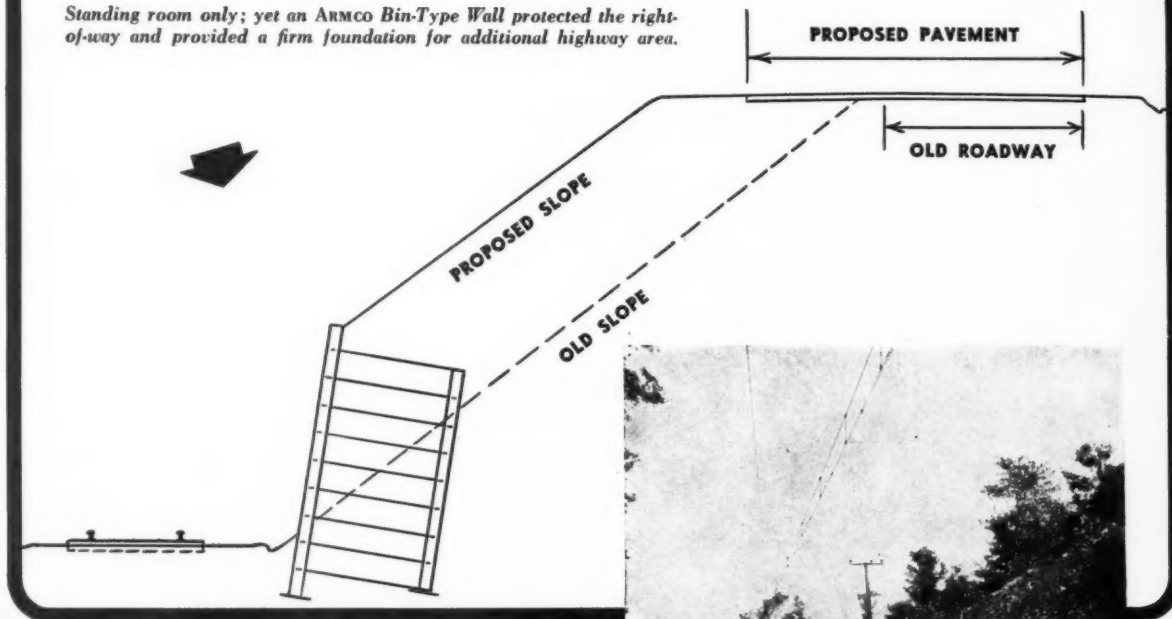 Standing room only; yet an ARMCO Bin-Type Wall protected the right-
of-way and provided a firm foundation for additional highway area.
PROPOSED PAVEMENT
OLD ROADWAY
PROPOSED SLOPE
OLD SLOPE